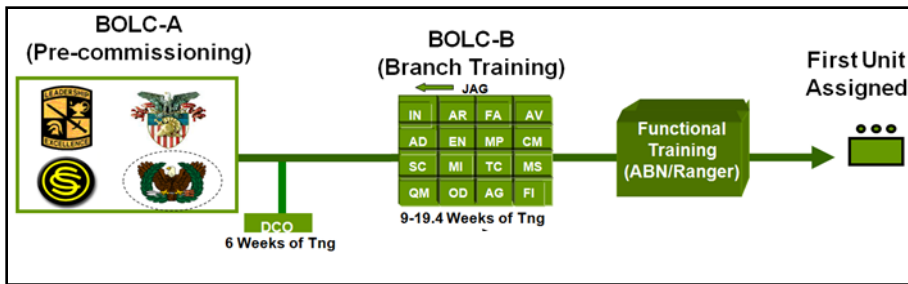 BOLC-A
(Pre-commissioning)
LEADERSHIP
EXCELLENCE
DCO
6 Weeks of Tng
BOLC-B
(Branch Training)
JAG
IN AR FA AV
AD EN MP CM
SC MI TC MS
QM OD AG FI
9-19.4 Weeks of Tng
Functional
Training
(ABN/Ranger)
First Unit
Assigned